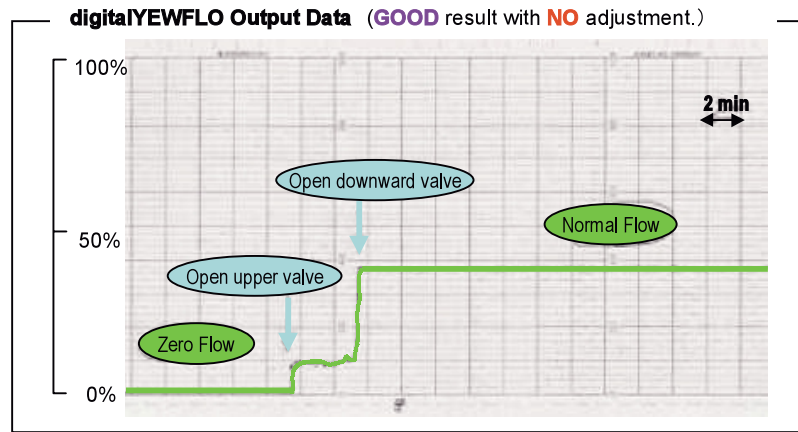 digitalYEWFLO Output Data (GOOD result with NO adjustment.)
100%
2 min
Open downward valve
50%
Normal Flow
Open upper valve
Zero Flow
0%